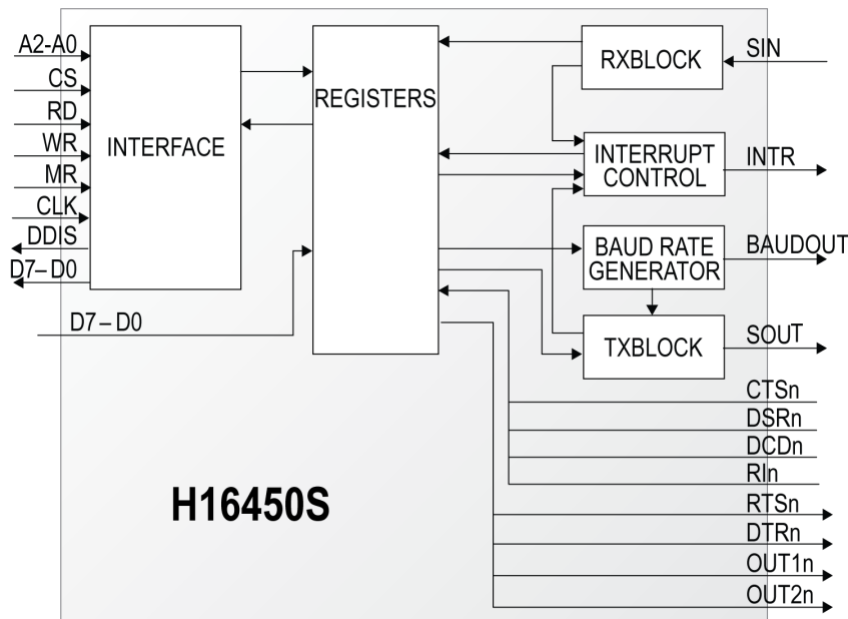 A2-A0
CS
RD
WR
MR
CLK
DDIS
D7–D0
D7–D0
INTERFACE
REGISTERS
RXBLOCK
INTERRUPT
CONTROL
BAUD RATE
GENERATOR
TXBLOCK
SIN
INTR
BAUDOUT
SOUT
CTSn
DSRn
DCDn
RIn
RTSn
DTRn
OUT1n
OUT2n
H16450S